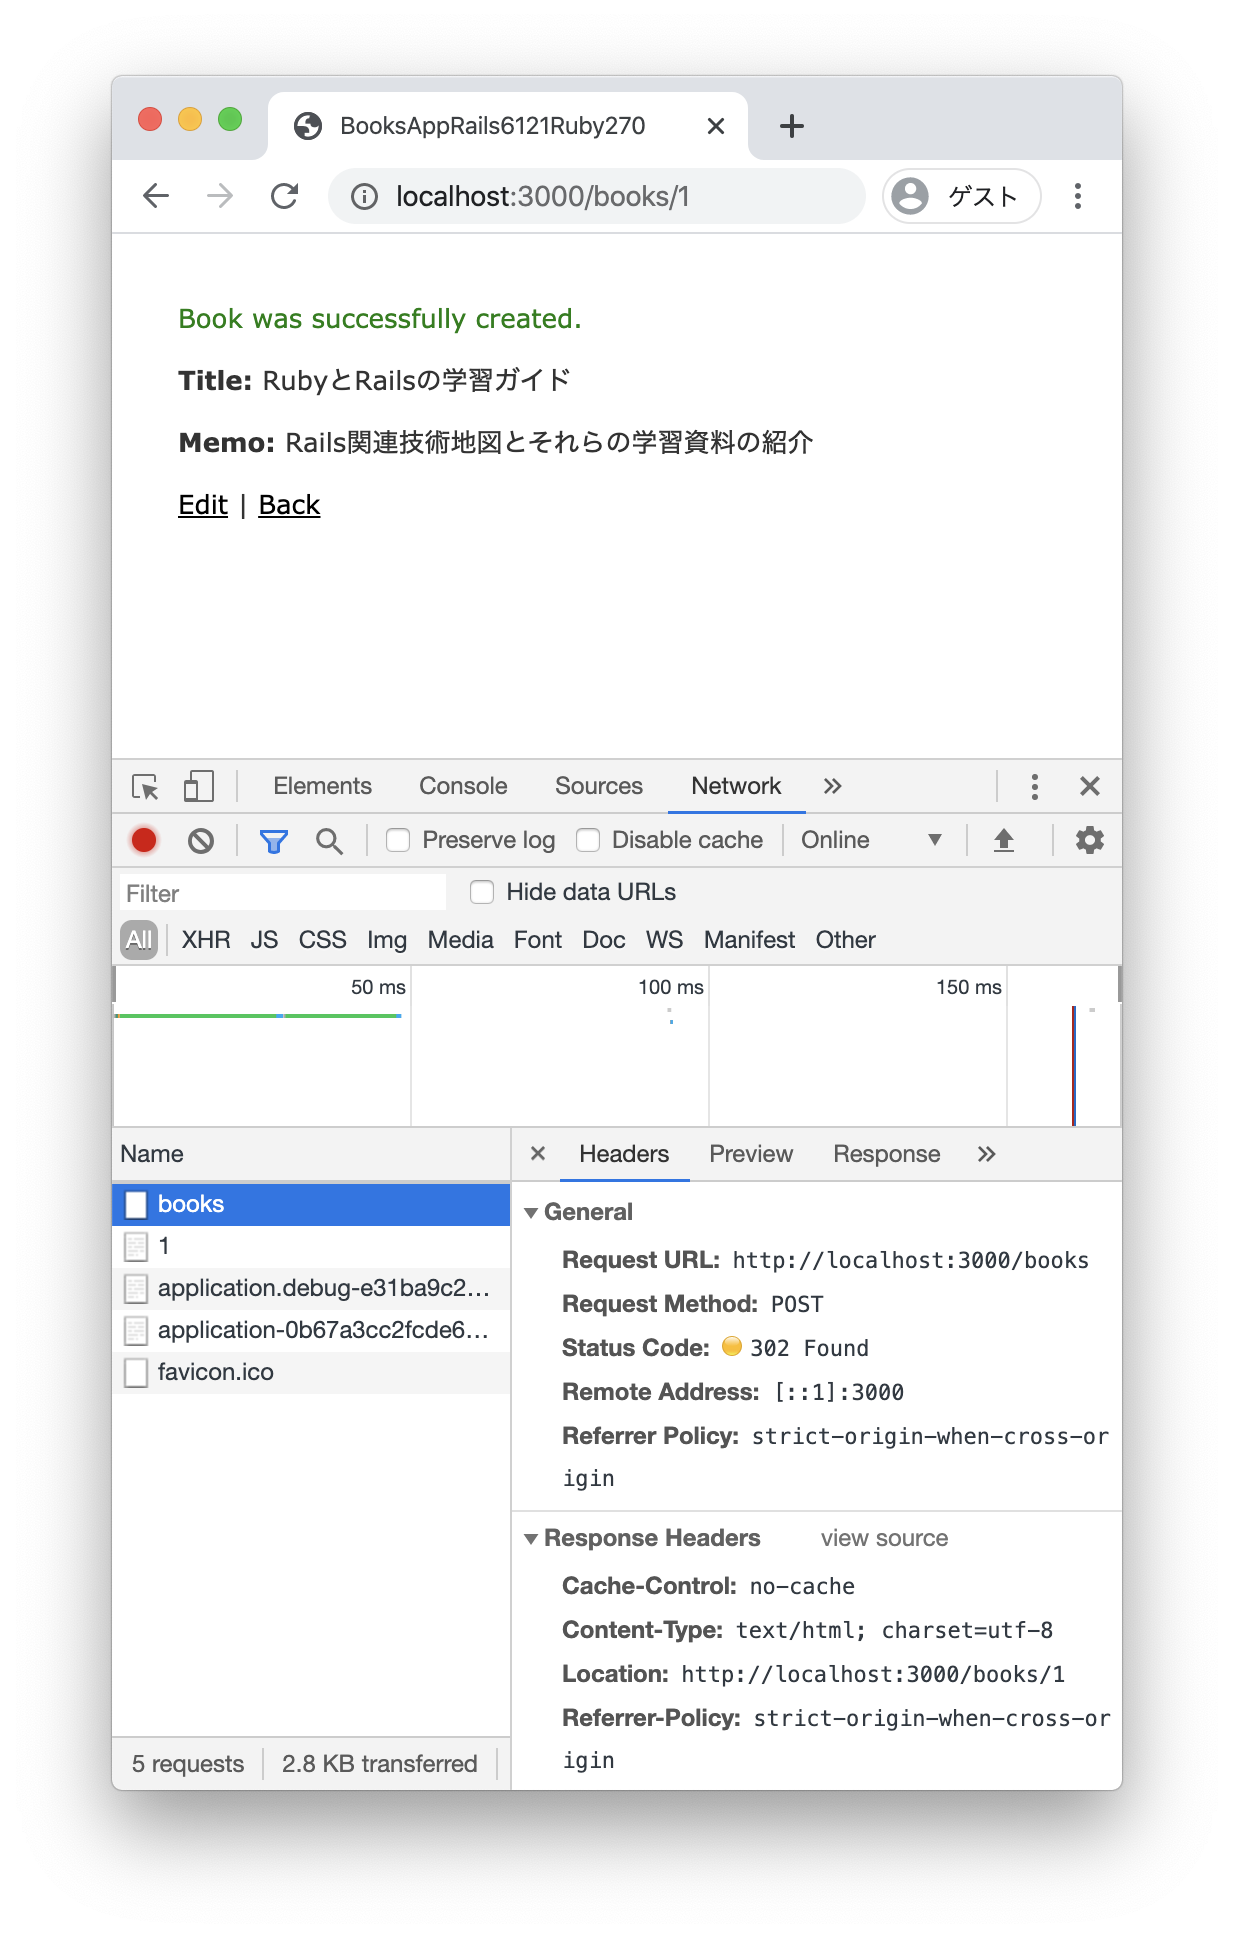 BooksAppRails6121Ruby270
localhost:3000/books/1
ゲスト
Book was successfully created.
Title: RubyとRailsの学習ガイド
Memo: Rails関連技術地図とそれらの学習資料の紹介
Edit | Back
Elements Console Sources Network »
Preserve log Disable cache Online ▼
Filter Hide data URLs
All XHR JS CSS Img Media Font Doc WS Manifest Other
50 ms 100 ms 150 ms
Name
books
1
application.debug-e31ba9c2...
application-0b67a3cc2fcde6...
favicon.ico
5 requests 2.8 KB transferred
Headers Preview Response »
▼General
Request URL: http://localhost:3000/books
Request Method: POST
Status Code: 302 Found
Remote Address: [::1]:3000
Referrer Policy: strict-origin-when-cross-or
igin
▼Response Headers view source
Cache-Control: no-cache
Content-Type: text/html; charset=utf-8
Location: http://localhost:3000/books/1
Referrer-Policy: strict-origin-when-cross-or
igin